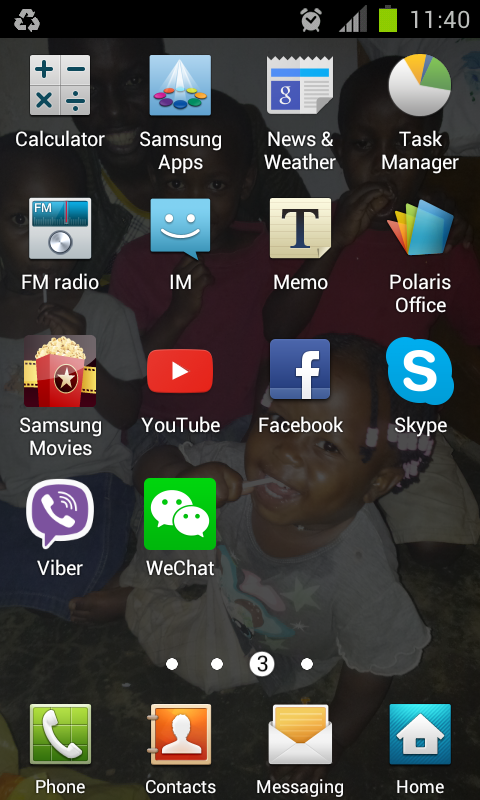 11:40
Calculator
Samsung Apps
News & Weather
Task Manager
FM
FM radio
IM
T
Memo
Polaris Office
Samsung Movies
YouTube
f
Facebook
S
Skype
Viber
WeChat
3
Phone
Contacts
Messaging
Home